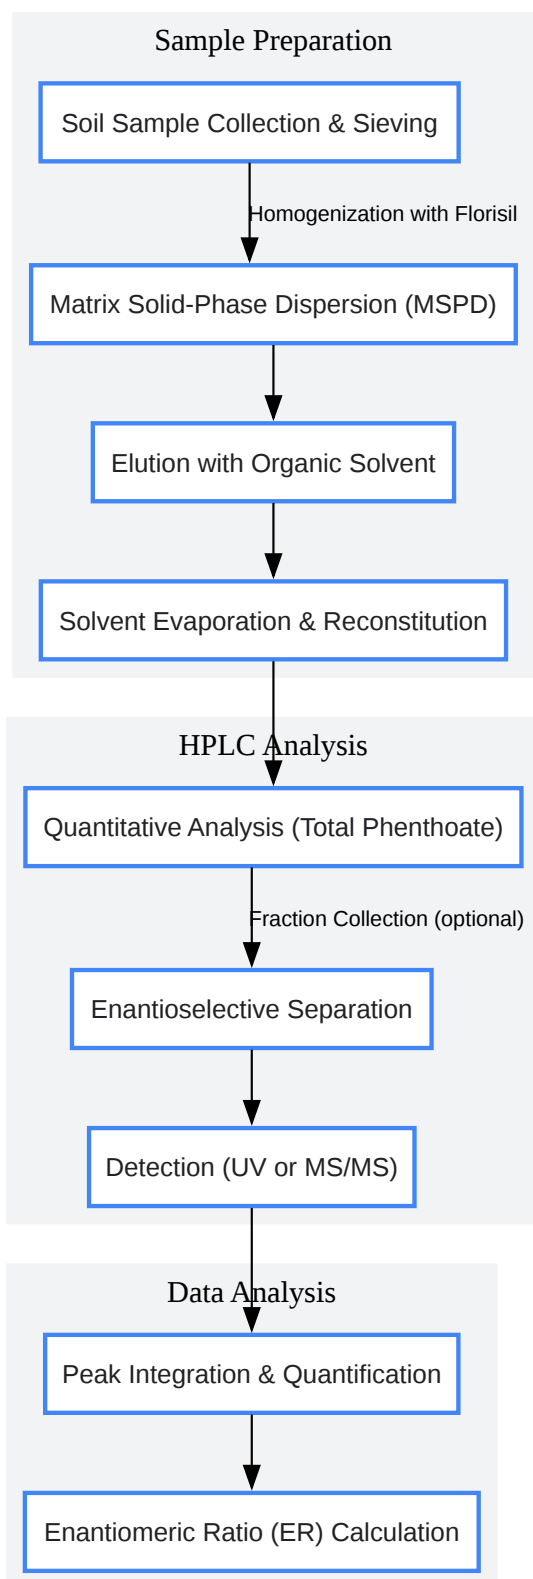 Sample Preparation
Soil Sample Collection & Sieving
Homogenization with Florisil
Matrix Solid-Phase Dispersion (MSPD)
Elution with Organic Solvent
Solvent Evaporation & Reconstitution
HPLC Analysis
Quantitative Analysis (Total Phenthoate)
Fraction Collection (optional)
Enantioselective Separation
Detection (UV or MS/MS)
Data Analysis
Peak Integration & Quantification
Enantiomeric Ratio (ER) Calculation